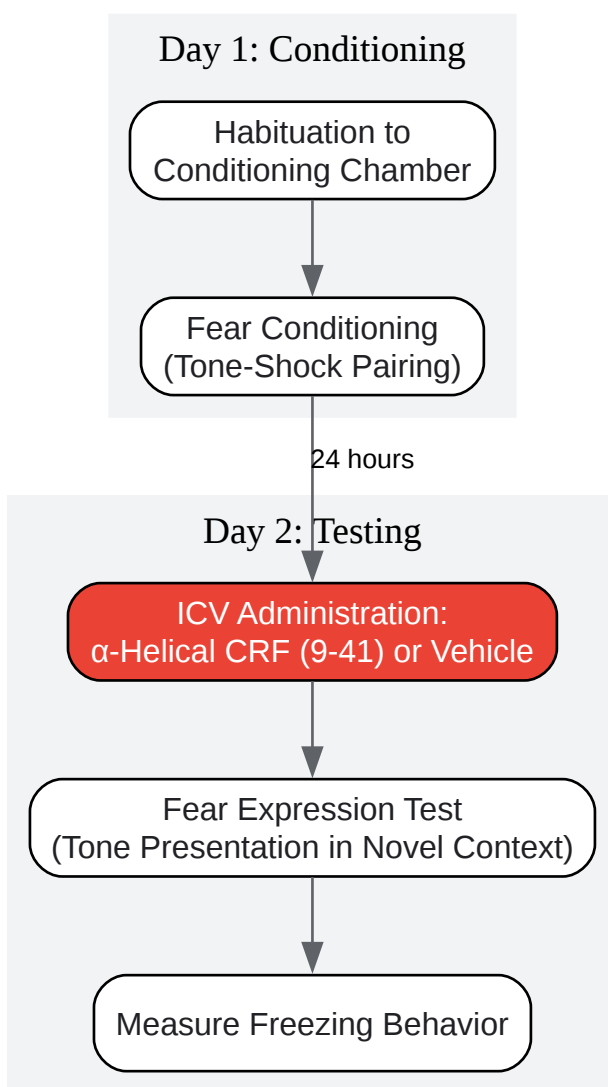 Day 1: Conditioning
Habituation to
Conditioning Chamber
Fear Conditioning
(Tone-Shock Pairing)
24 hours
Day 2: Testing
ICV Administration:
α-Helical CRF (9-41) or Vehicle
Fear Expression Test
(Tone Presentation in Novel Context)
Measure Freezing Behavior